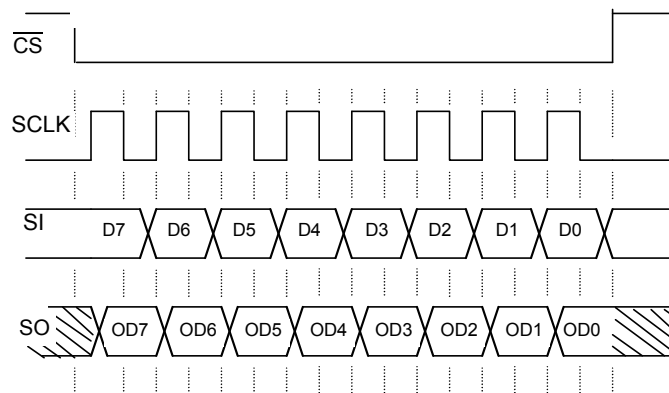 CS
SCLK
SI D7 D6 D5 D4 D3 D2 D1 D0
SO OD7 OD6 OD5 OD4 OD3 OD2 OD1 OD0